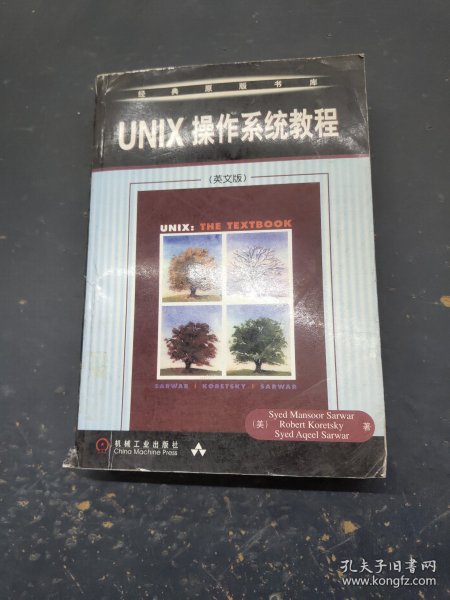 经典原版书库
UNIX 操作系统教程
(英文版)
UNIX: THE TEXTBOOK
SARWAR | KORETSKY | SARWAR
Syed Mansoor Sarwar
(美) Robert Koretsky 著
Syed Aqeel Sarwar
机械工业出版社
China Machine Press
孔夫子旧书网
www.kongfz.com